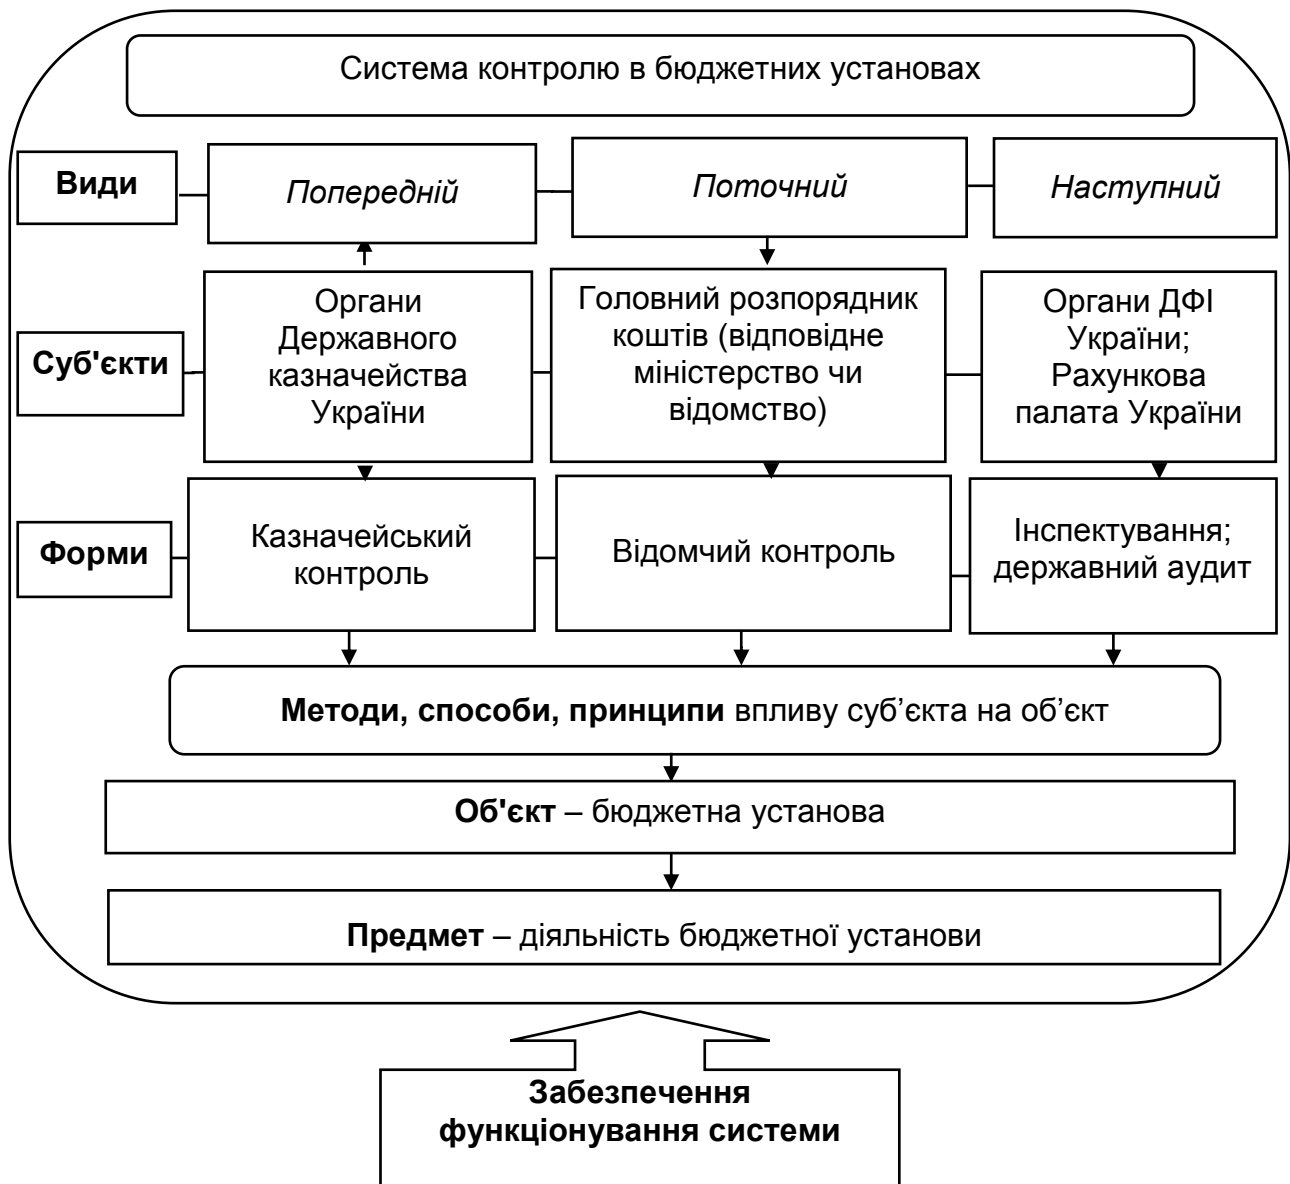 Система контролю в бюджетних установах
Види
Попередній
Поточний
Наступний
Суб'єкти
Органи
Державного
казначейства
України
Головний розпорядник
коштів (відповідне
міністерство чи
відомство)
Органи ДФІ
України;
Рахункова
палата України
Форми
Казначейський
контроль
Відомчий контроль
Інспектування;
державний аудит
Методи, способи, принципи впливу суб’єкта на об’єкт
Об'єкт – бюджетна установа
Предмет – діяльність бюджетної установи
Забезпечення
функціонування системи